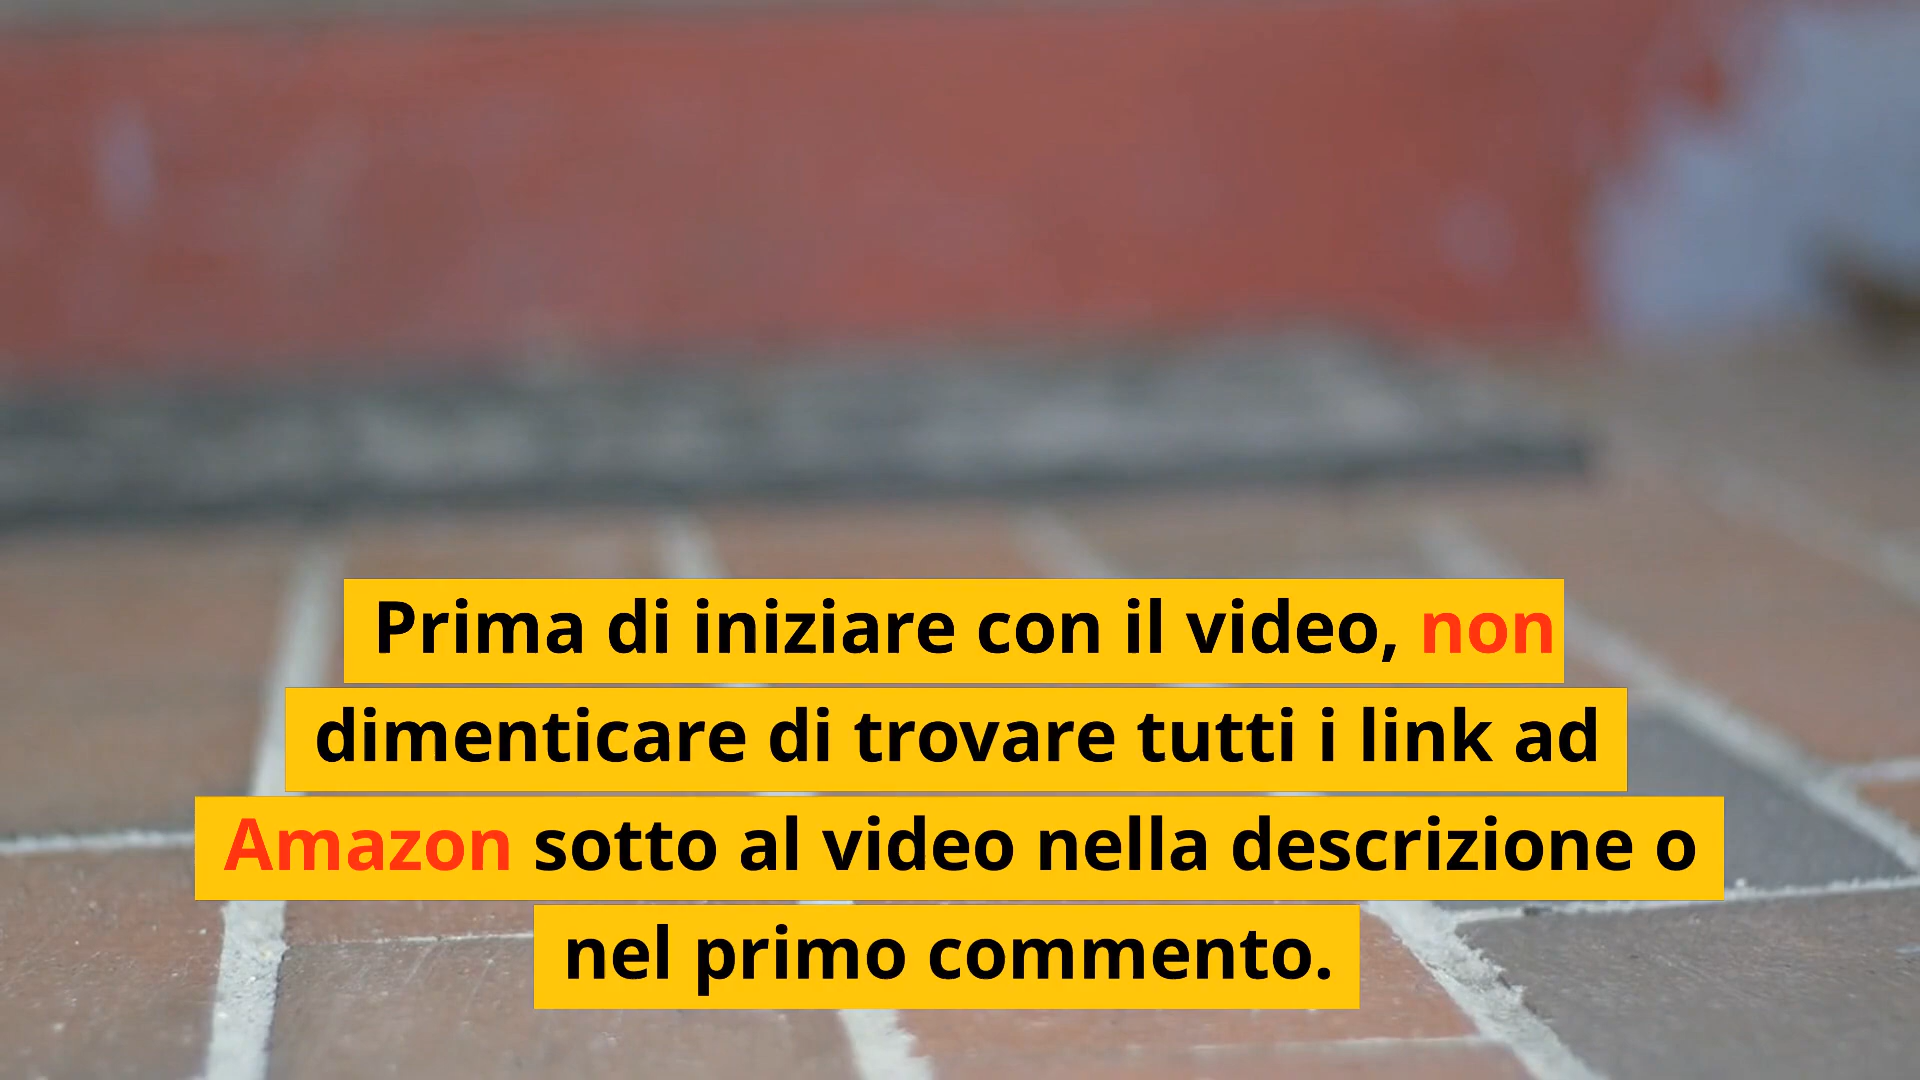 Prima di iniziare con il video, non
dimenticare di trovare tutti i link ad
Amazon sotto al video nella descrizione o
nel primo commento.